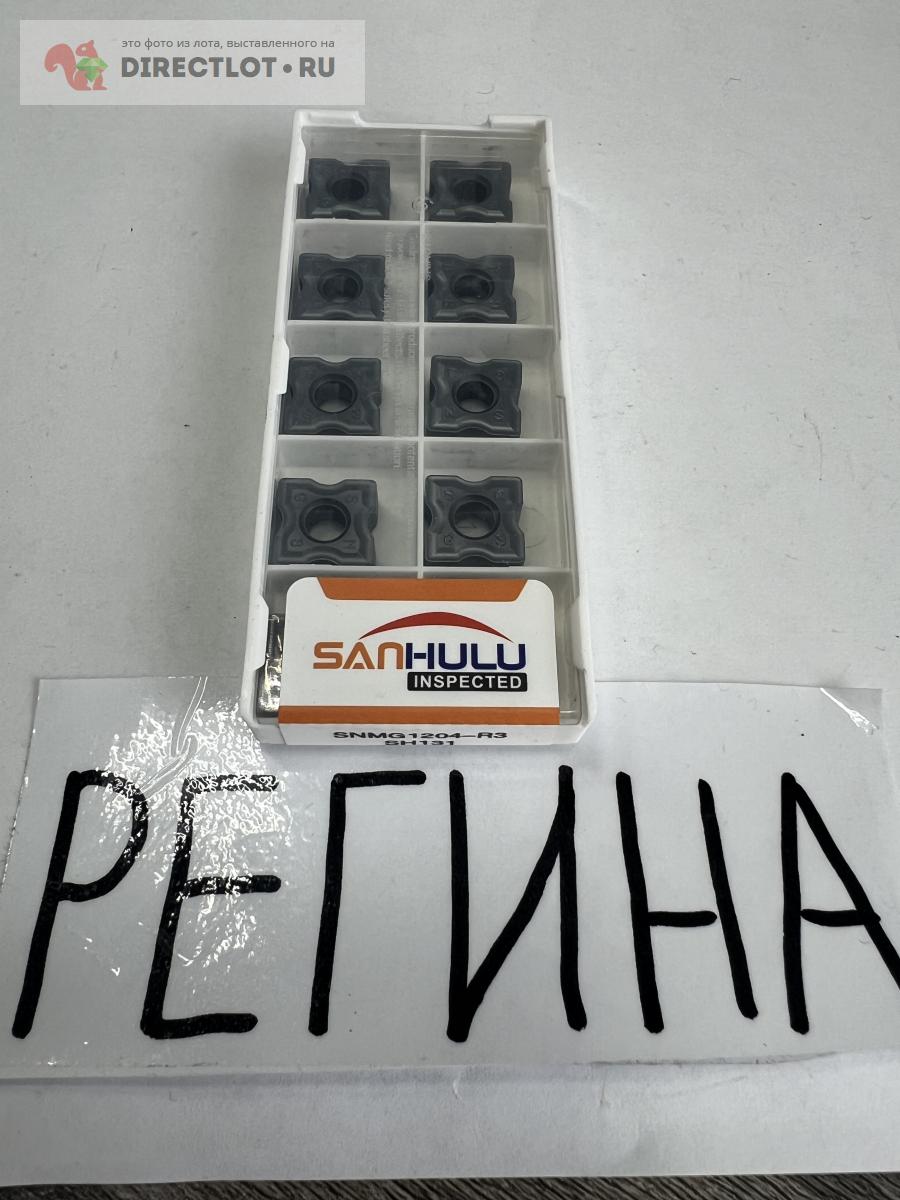 это фото из лота, выставленного на
DIRECTLOT•RU
SANHULU
INSPECTED
SNMG1204-R3
SH131
РЕГИНА